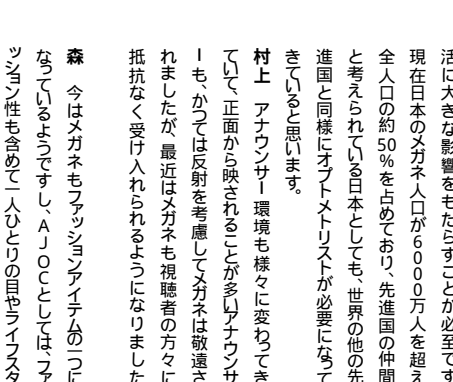 活に大きな影響をもたらすことが必至です
現在日本のメガネ人口が6000万人を超え
全人口の約50％を占めており、先進国の仲間
と考えられている日本としても、世界の他の先
進国と同様にオプトメトリストが必要になって
きていると思います。
村上　アナウンサー環境も様々に変わってき
ていて、正面から映されることが多いアナウンサ
ーも、かつては反射を考慮してメガネは敬遠さ
れましたが、最近はメガネも視聴者の方々に
抵抗なく受け入れられるようになりました
森　今はメガネもファッションアイテムの一つに
なっているようですし、AJOCとしては、ファ
ッション性も含めて一人ひとりの目やライフスタ